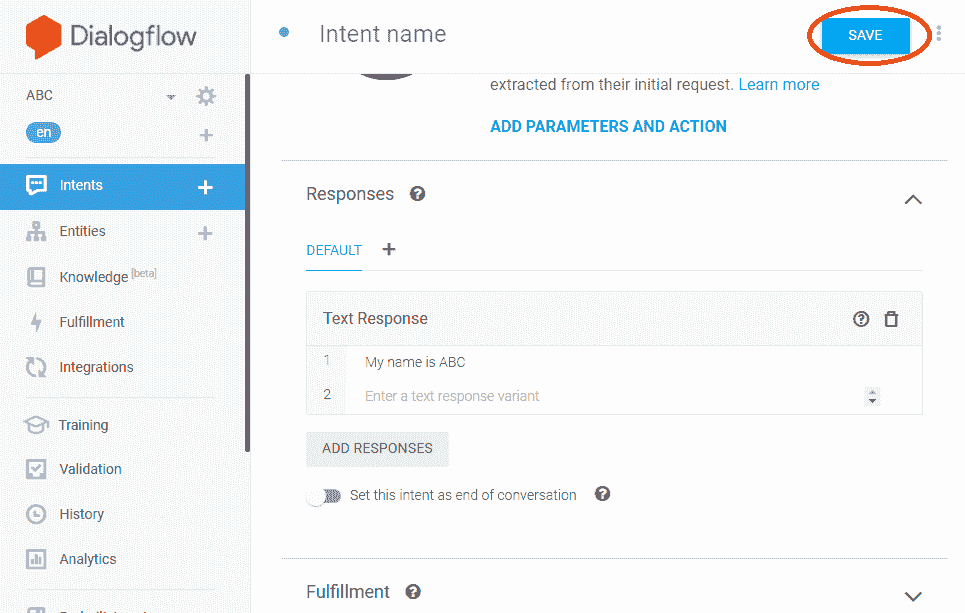 Dialogflow
Intent name
SAVE
ABC
en
Intents
Entities
Knowledge [beta]
Fulfillment
Integrations
Training
Validation
History
Analytics
extracted from their initial request. Learn more
ADD PARAMETERS AND ACTION
Responses
DEFAULT
Text Response
1 My name is ABC
2 Enter a text response variant
ADD RESPONSES
Set this intent as end of conversation
Fulfillment